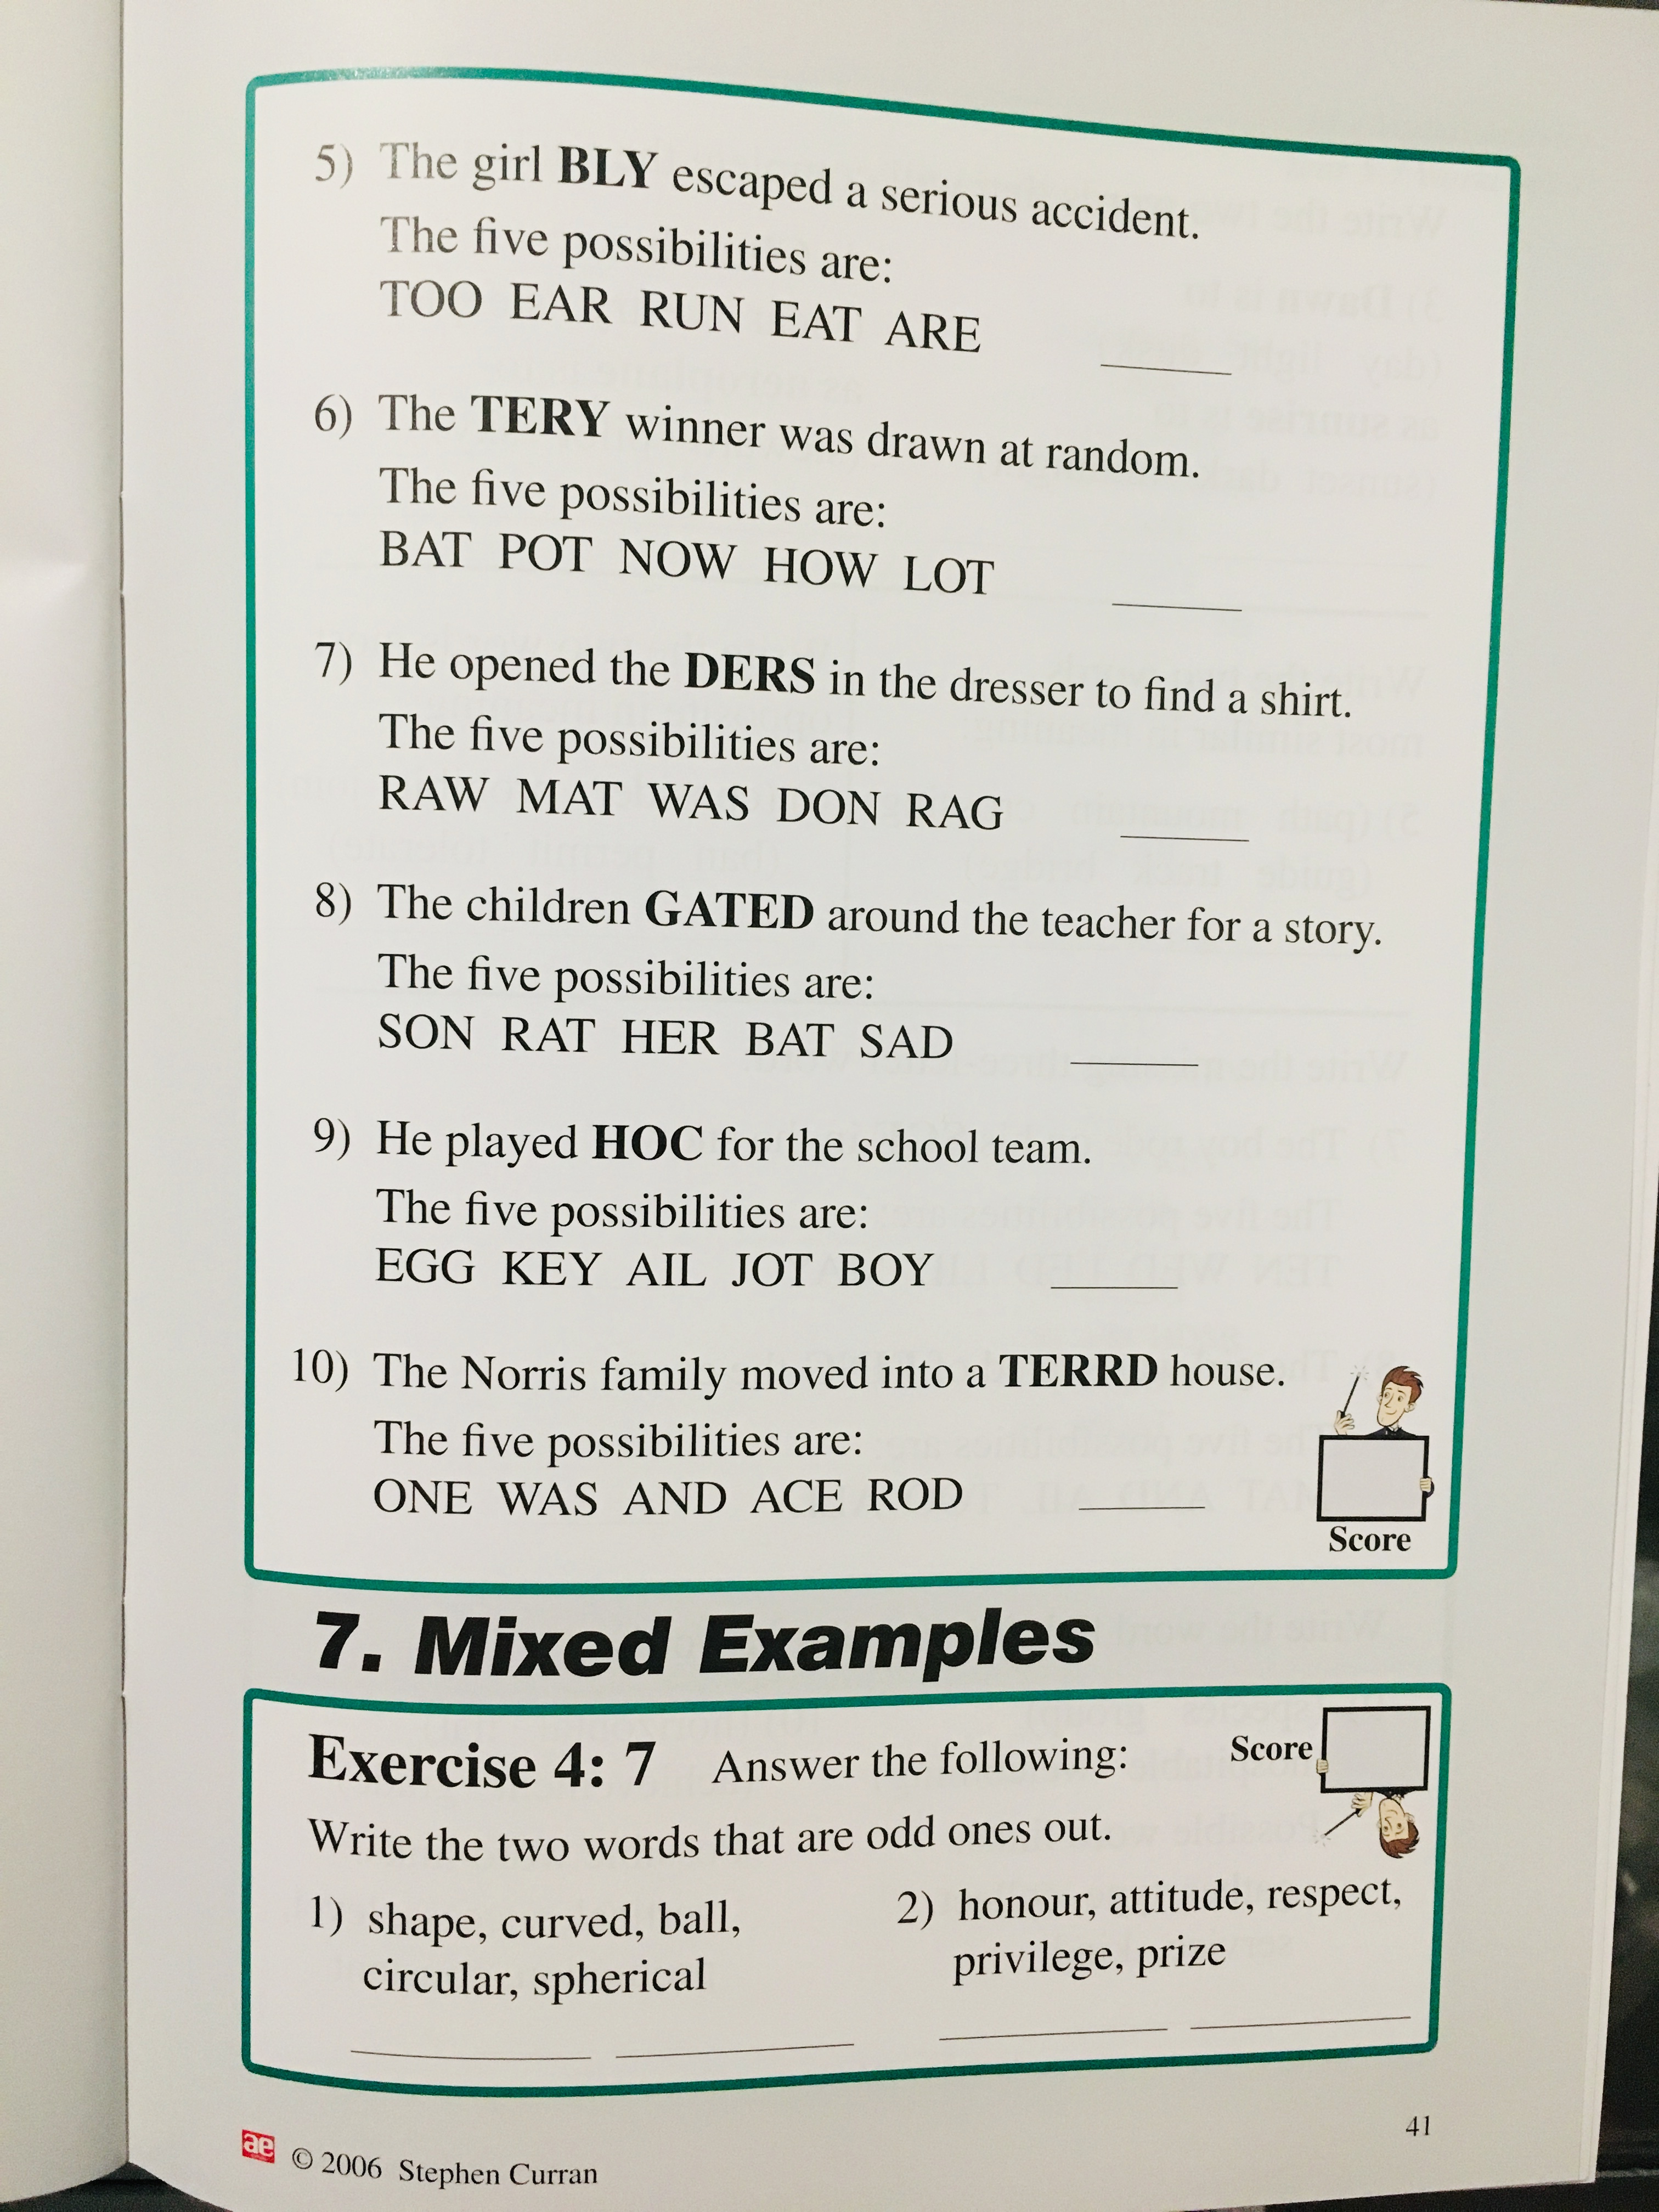 5) The girl BLY escaped a serious accident.
The five possibilities are:
TOO EAR RUN EAT ARE
6) The TERY winner was drawn at random.
The five possibilities are:
BAT POT NOW HOW LOT
7) He opened the DERS in the dresser to find a shirt.
The five possibilities are:
RAW MAT WAS DON RAG
8) The children GATED around the teacher for a story.
The five possibilities are:
SON RAT HER BAT SAD
9) He played HOC for the school team.
The five possibilities are:
EGG KEY AIL JOT BOY
10) The Norris family moved into a TERRD house.
The five possibilities are:
ONE WAS AND ACE ROD
Score
7. Mixed Examples
Exercise 4: 7 Answer the following:
Score
Write the two words that are odd ones out.
1) shape, curved, ball,
circular, spherical
2) honour, attitude, respect,
privilege, prize
41
ae © 2006 Stephen Curran